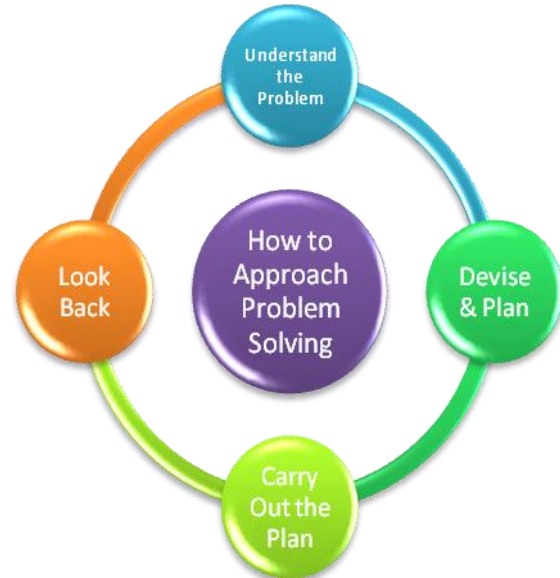 Understand
the
Problem
How to
Approach
Problem
Solving
Look
Back
Devise
& Plan
Carry
Out the
Plan